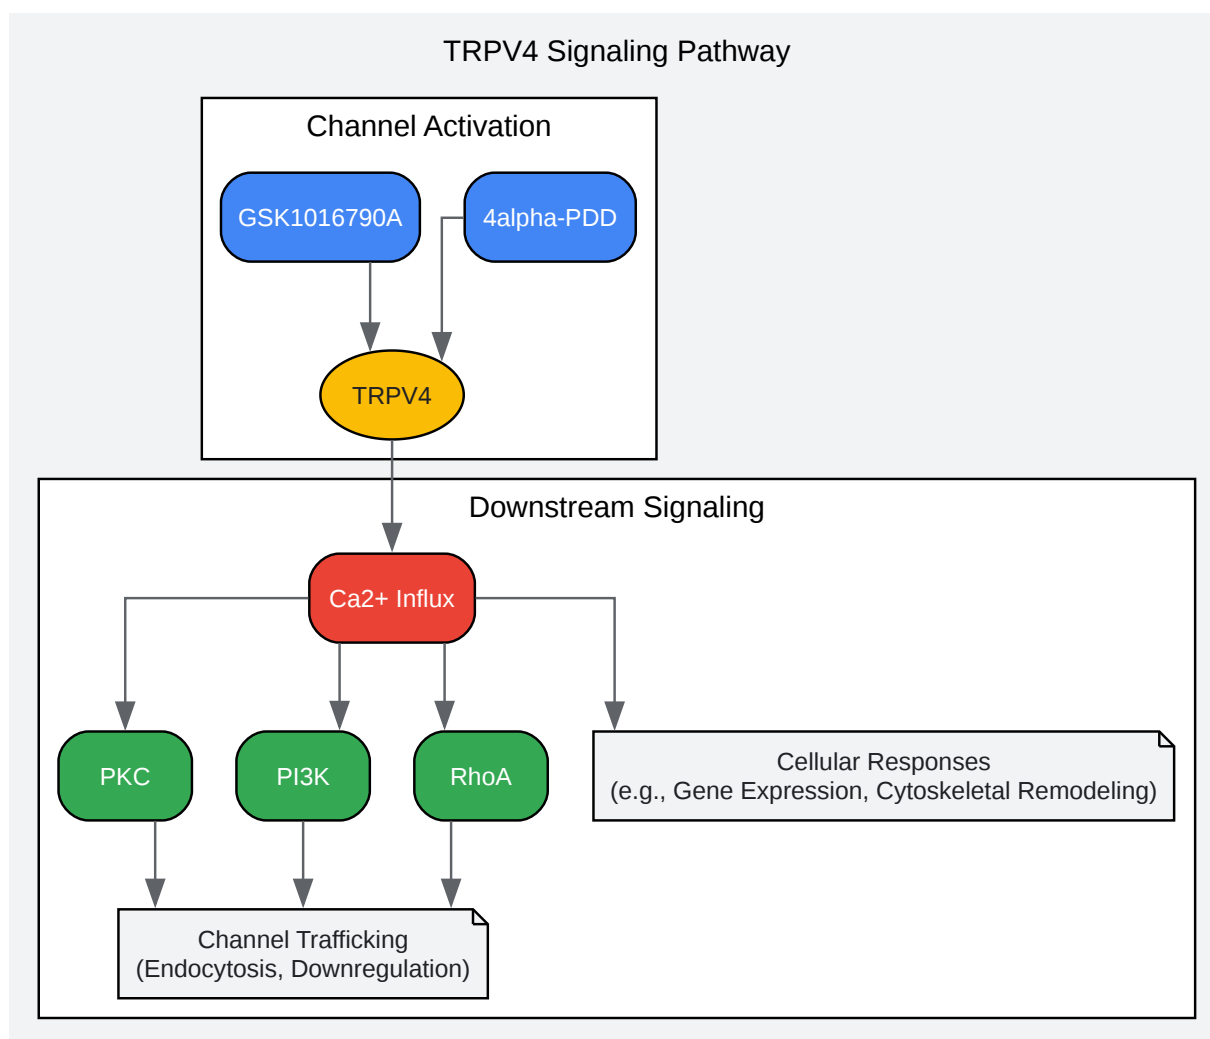 TRPV4 Signaling Pathway
Channel Activation
GSK1016790A
4alpha-PDD
TRPV4
Downstream Signaling
Ca2+ Influx
PKC
PI3K
RhoA
Cellular Responses
(e.g., Gene Expression, Cytoskeletal Remodeling)
Channel Trafficking
(Endocytosis, Downregulation)